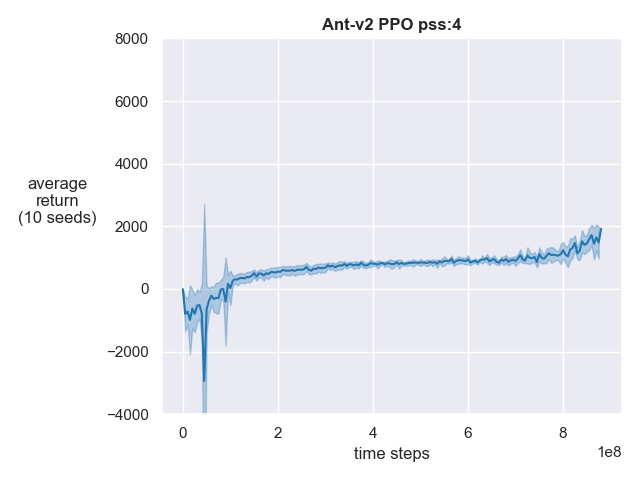 Ant-v2 PPO pss:4
8000
6000
4000
2000
0
−2000
−4000
average
return
(10 seeds)
0 2 4 6 8
1e8
time steps